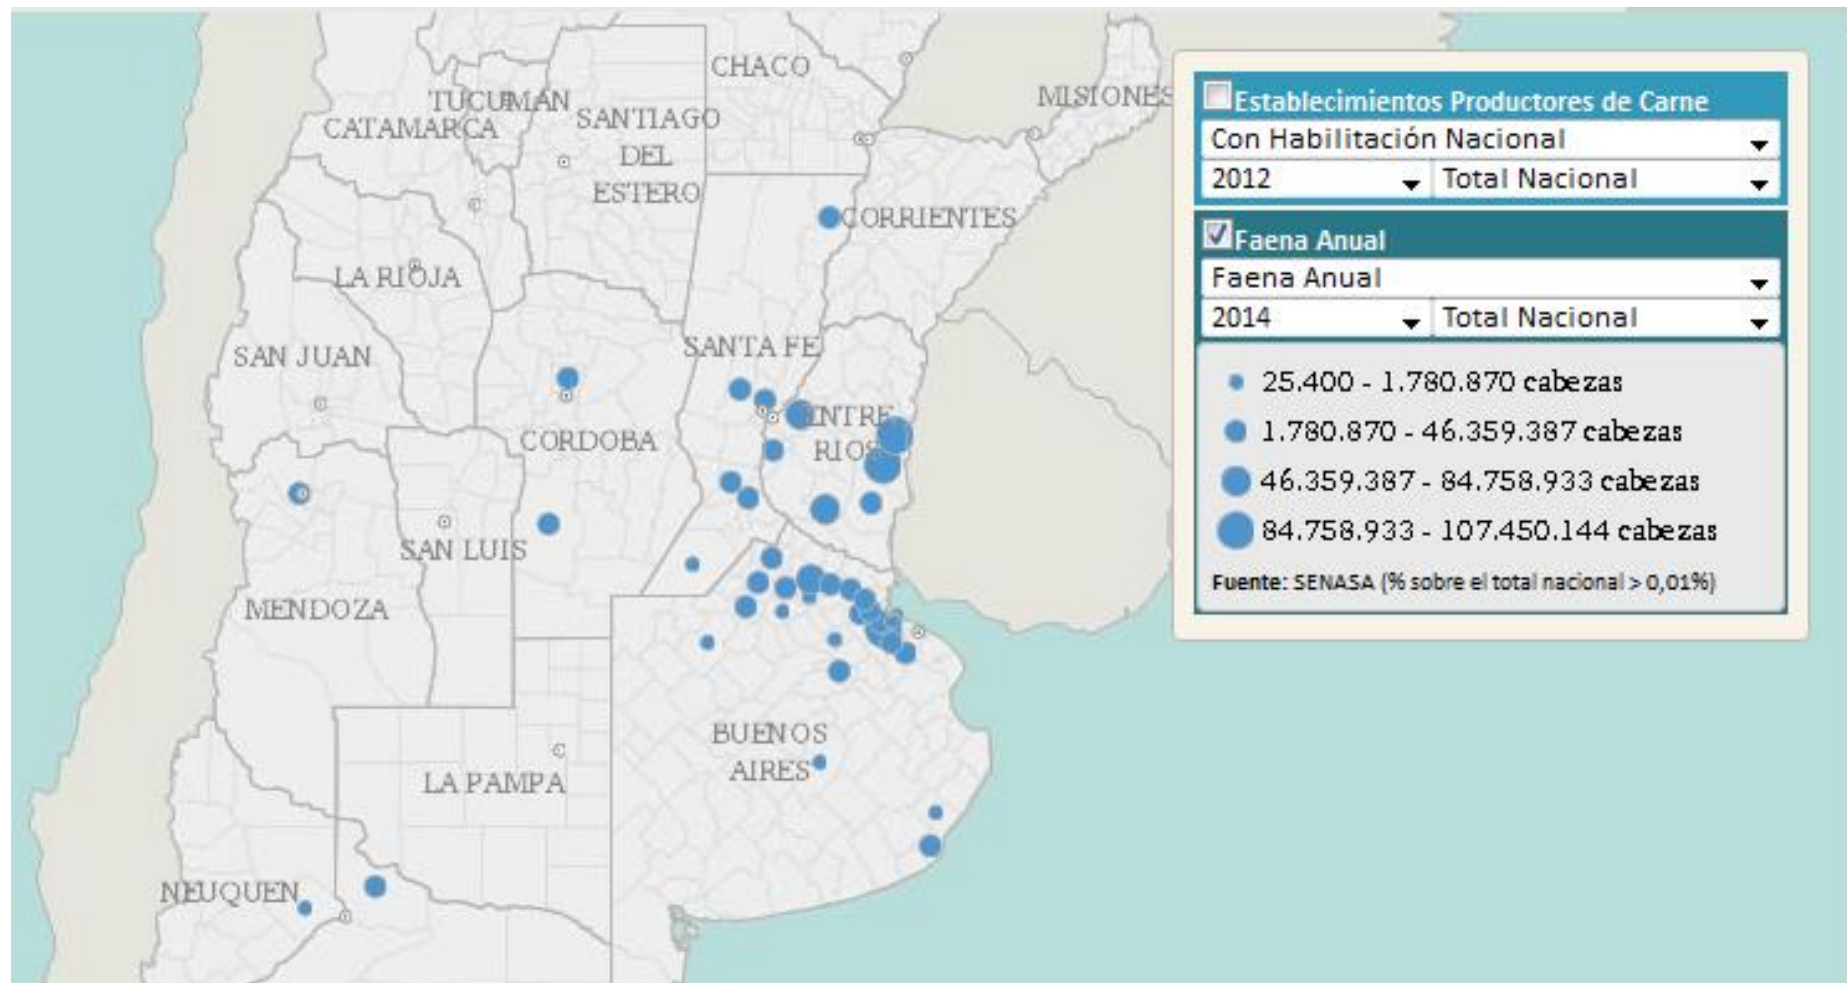 CHACO
MISIONES
TUCUMÁN
CATAMARCA
SANTIAGO
DEL
ESTERO
CORRIENTES
LA RIOJA
SAN JUAN
SANTA FE
ENTRE
RIOS
CORDOBA
SAN LUIS
MENDOZA
BUENOS
AIRES
LA PAMPA
NEUQUEN
Establecimientos Productores de Carne
Con Habilitación Nacional
2012 Total Nacional
Faena Anual
Faena Anual
2014 Total Nacional
25.400 - 1.780.870 cabezas
1.780.870 - 46.359.387 cabezas
46.359.387 - 84.758.933 cabezas
84.758.933 - 107.450.144 cabezas
Fuente: SENASA (% sobre el total nacional > 0,01%)